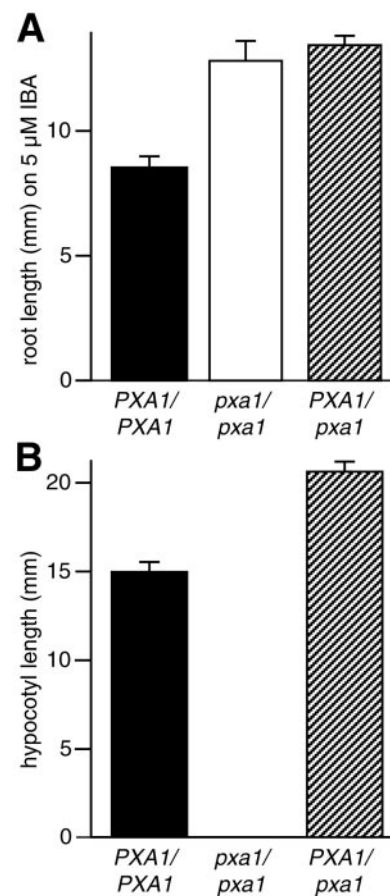 A
root length (mm) on 5 µM IBA
10
5
0
PXA1/
PXA1
pxa1/
pxa1
PXA1/
pxa1
B
hypocotyl length (mm)
20
15
10
5
0
PXA1/
PXA1
pxa1/
pxa1
PXA1/
pxa1